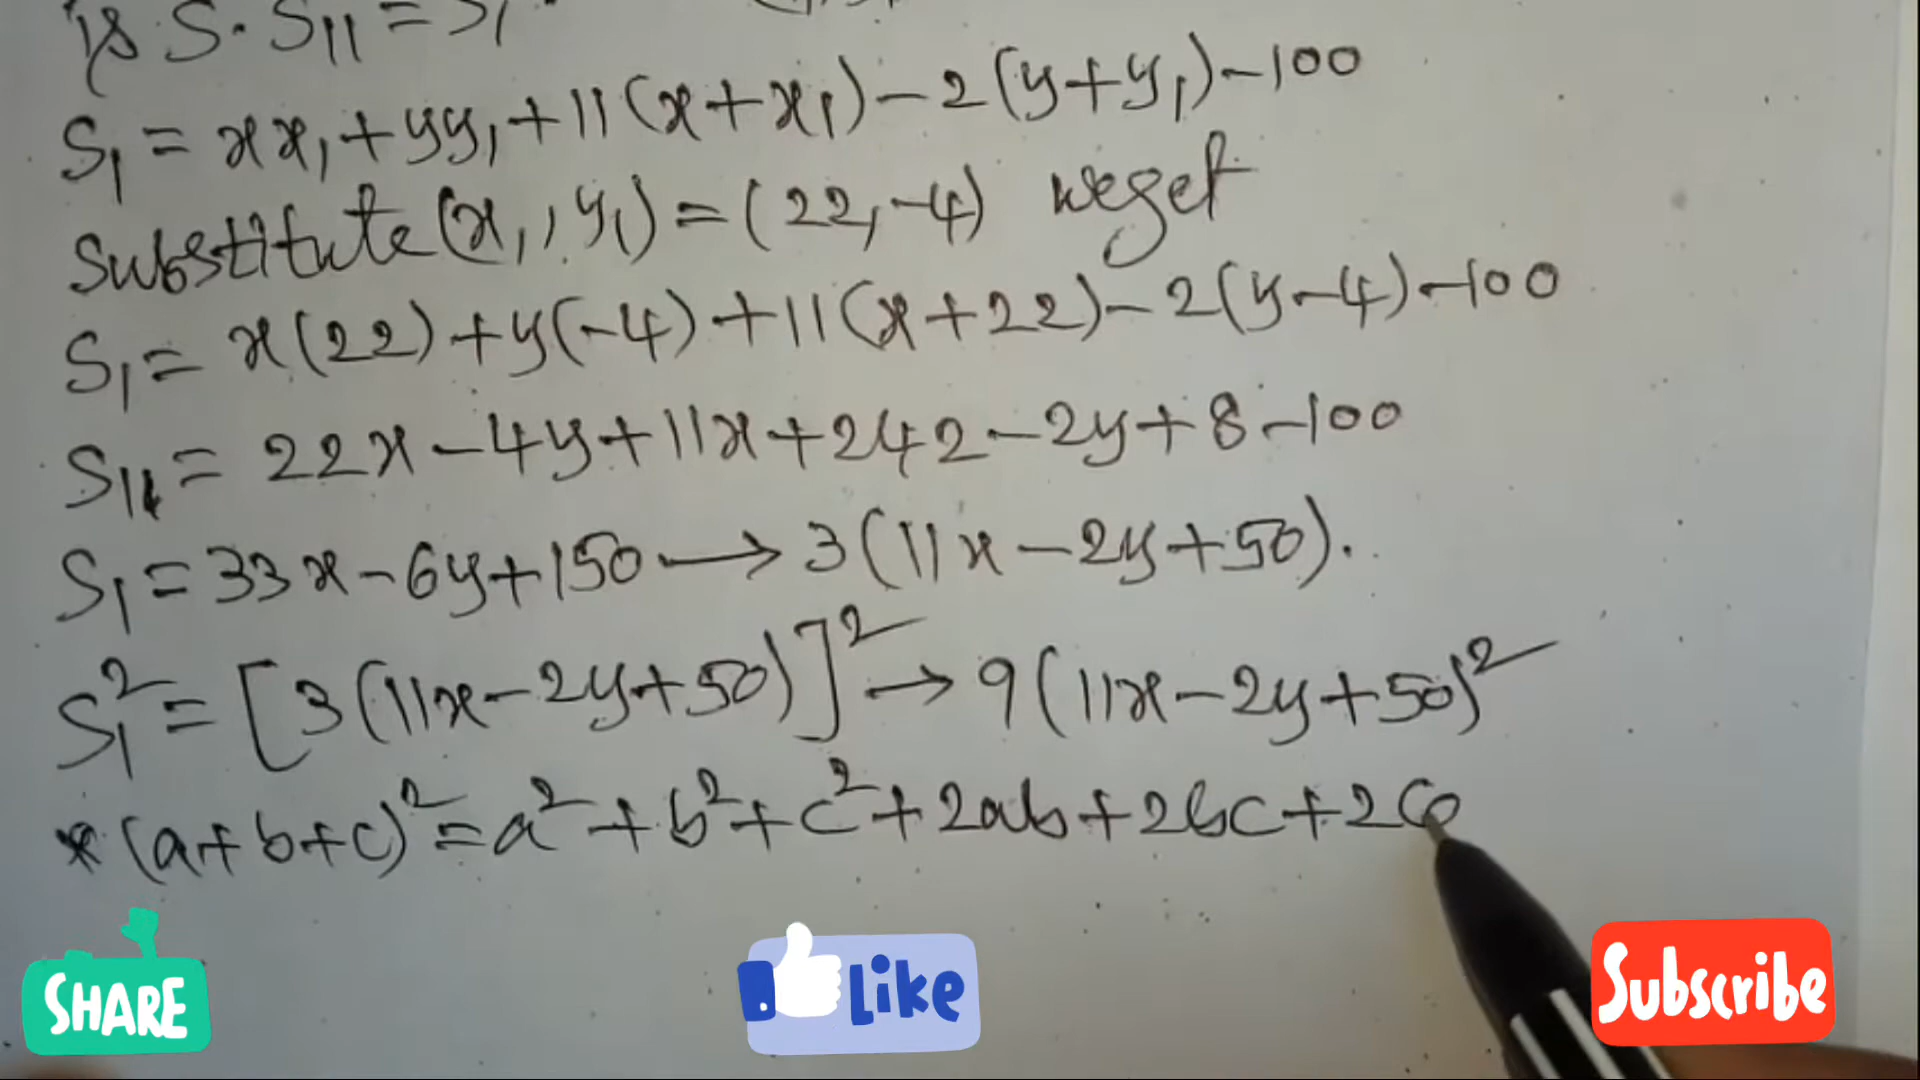 is S. S₁₁ = S₁
S₁ = xx₁ + yy₁ + 11(x+x₁) - 2(y+y₁) - 100
Substitute (x₁, y₁) = (22, -4) weget
S₁ = x(22) + y(-4) + 11(x+22) - 2(y-4) - 100
S₁₁ = 22x - 4y + 11x + 242 - 2y + 8 - 100
S₁ = 33x - 6y + 150 → 3(11x - 2y + 50).
S₁² = [3(11x - 2y + 50)]² → 9(11x - 2y + 50)²
* (a+b+c)² = a² + b² + c² + 2ab + 2bc + 2c
SHARE
Like
Subscribe